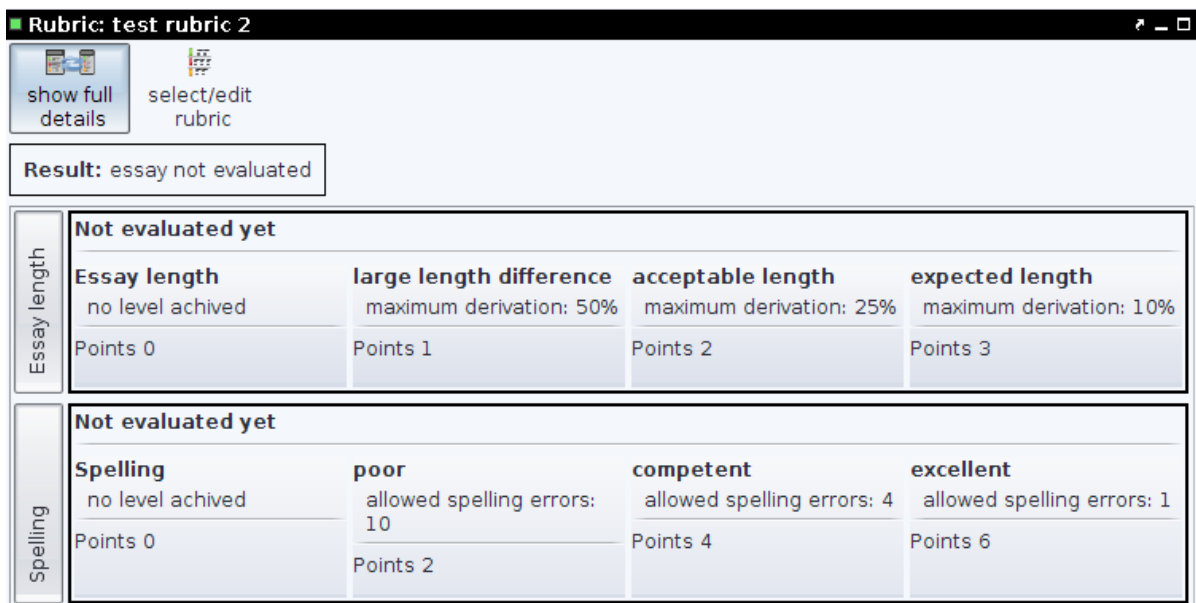 Rubric: test rubric 2
show full
details
select/edit
rubric
Result: essay not evaluated
Essay length
Not evaluated yet
Essay length
no level achived
Points 0
large length difference
maximum derivation: 50%
Points 1
acceptable length
maximum derivation: 25%
Points 2
expected length
maximum derivation: 10%
Points 3
Spelling
Not evaluated yet
Spelling
no level achived
Points 0
poor
allowed spelling errors:
10
Points 2
competent
allowed spelling errors: 4
Points 4
excellent
allowed spelling errors: 1
Points 6